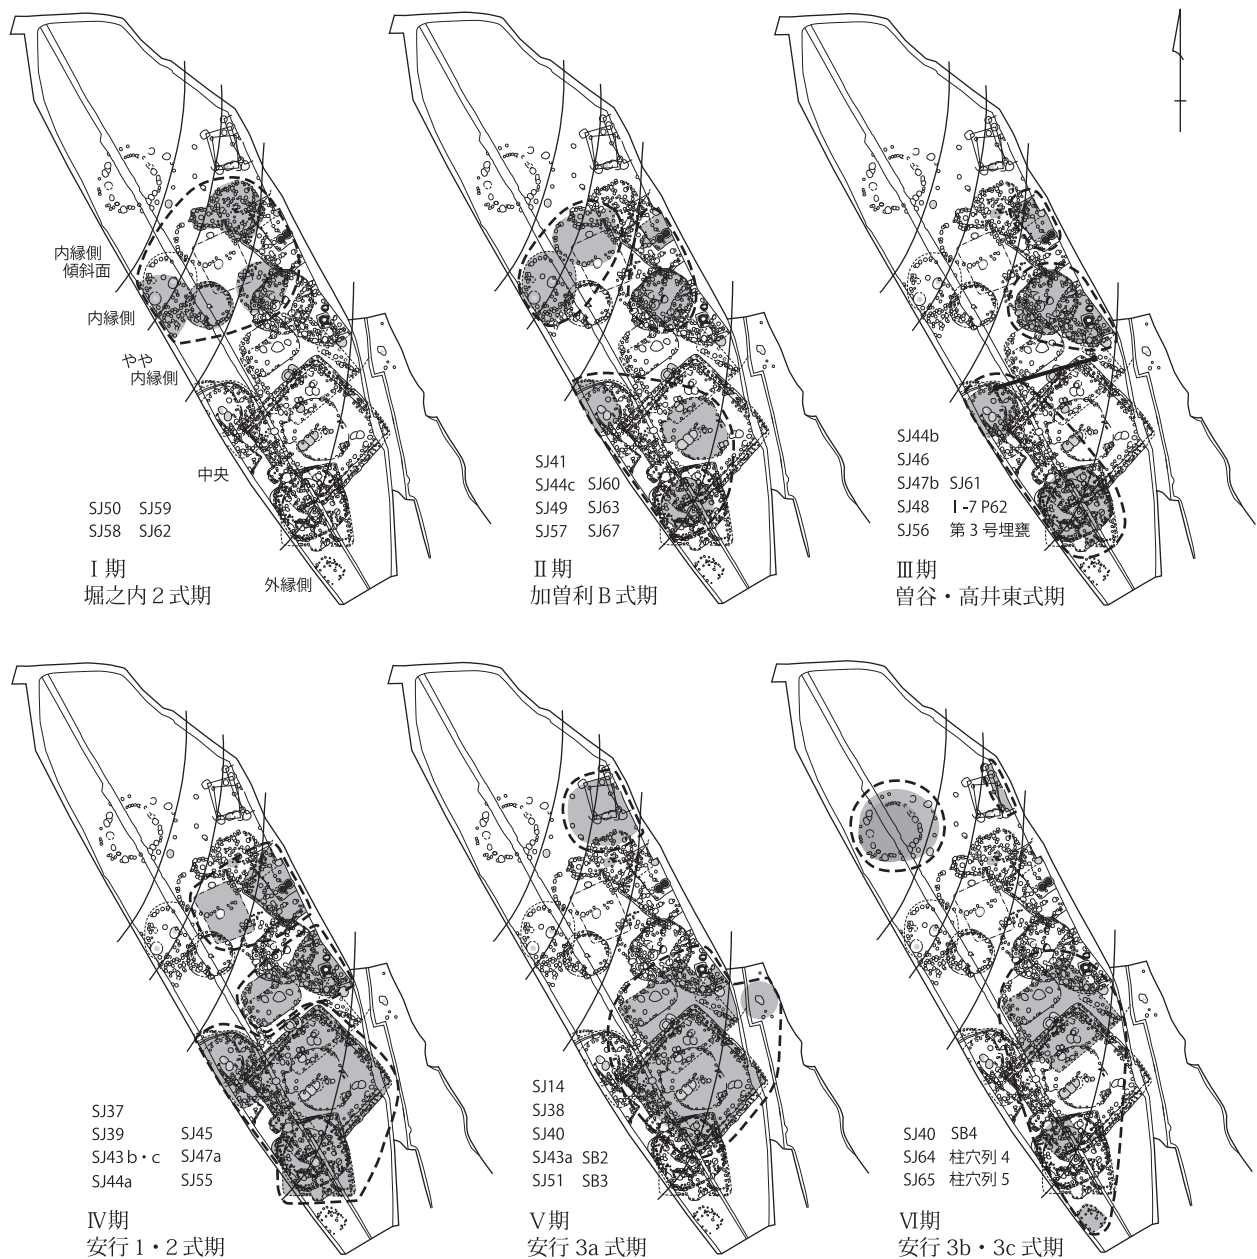 内縁側
傾斜面
内縁側
やや
内縁側
中央
外縁側
SJ50 SJ59
SJ58 SJ62
Ⅰ期
堀之内2式期
SJ41
SJ44c SJ60
SJ49 SJ63
SJ57 SJ67
Ⅱ期
加曽利B式期
SJ44b
SJ46
SJ47b SJ61
SJ48 Ⅰ-7 P62
SJ56 第3号埋甕
Ⅲ期
曽谷・高井東式期
SJ37
SJ39 SJ45
SJ43b・c SJ47a
SJ44a SJ55
Ⅳ期
安行1・2式期
SJ14
SJ38
SJ40
SJ43a SB2
SJ51 SB3
Ⅴ期
安行3a式期
SJ40 SB4
SJ64 柱穴列4
SJ65 柱穴列5
Ⅵ期
安行3b・3c式期